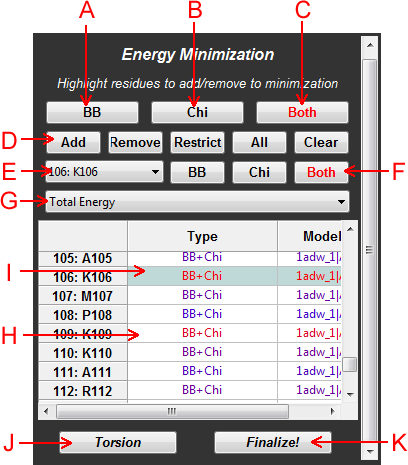 A B C
Energy Minimization
Highlight residues to add/remove to minimization
BB Chi Both
D Add Remove Restrict All Clear
E 106: K106 BB Chi Both F
G Total Energy
Type Model
105: A105 BB+Chi 1adw_1|A
I 106: K106 BB+Chi 1adw_1|A
107: M107 BB+Chi 1adw_1|A
108: P108 BB+Chi 1adw_1|A
H 109: K109 BB+Chi 1adw_1|A
110: K110 BB+Chi 1adw_1|A
111: A111 BB+Chi 1adw_1|A
112: R112 BB+Chi 1adw_1|A
J Torsion Finalize! K